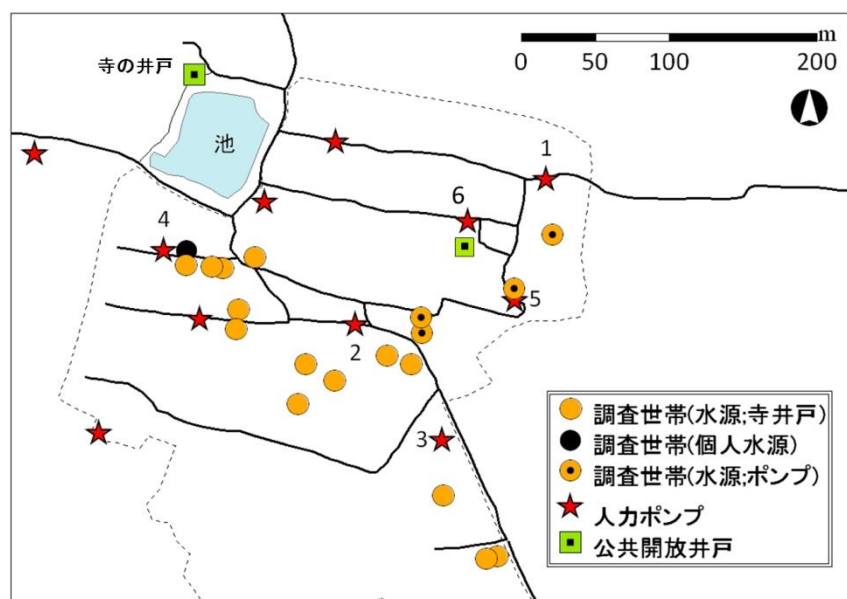 m
0 50 100 200
寺の井戸
池
1
6
4
5
2
3
調査世帯(水源;寺井戸)
調査世帯(個人水源)
調査世帯(水源;ポンプ)
人力ポンプ
公共開放井戸